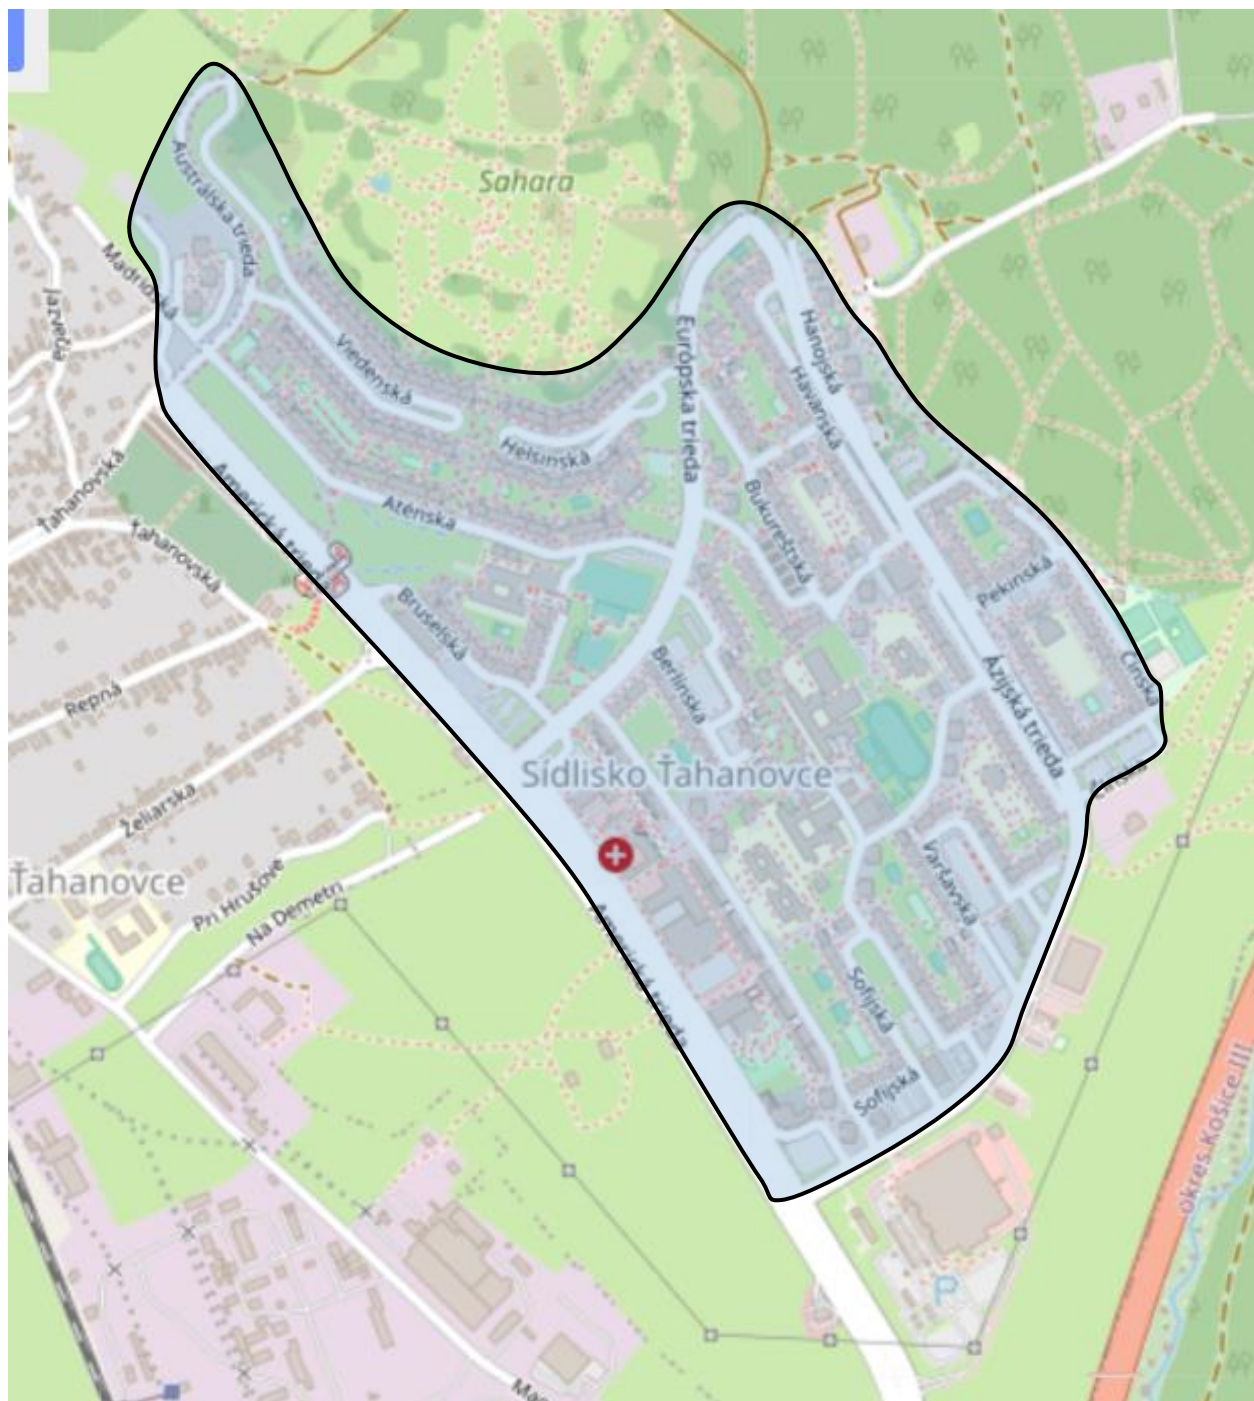 Sahara
Austrálska trieda
Madridská
Jazvečia
Viedenská
Helsinská
Európska trieda
Hanojská
Havanská
Ťahanovská
Americká trieda
Aténska
Bukureštská
Ťahanovská
Pekinská
Bruselská
Berlínska
Čínska
Repná
Ázijská trieda
Sídlisko Ťahanovce
Želiarska
Ťahanovce
Pri Hrušove
Na Demetri
Varšavská
Americká trieda
Sofijská
Sofijská
okres Košice III
P